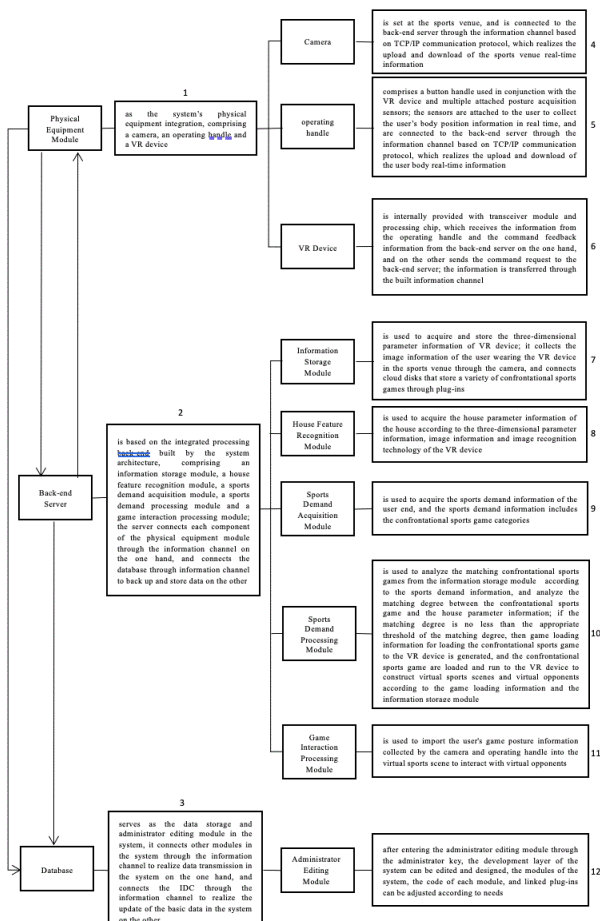 Camera
is set at the sports venue, and is connected to the
back-end server through the information channel based
on TCP/IP communication protocol, which realizes the
upload and download of the sports venue real-time
information
4
1
Physical
Equipment
Module
as the system's physical
equipment integration, comprising
a camera, an operating handle and
a VR device
operating
handle
comprises a button handle used in conjunction with the
VR device and multiple attached posture acquisition
sensors; the sensors are attached to the user to collect
the user's body position information in real time, and
are connected to the back-end server through the
information channel based on TCP/IP communication
protocol, which realizes the upload and download of
the user body real-time information
5
VR Device
is internally provided with transceiver module and
processing chip, which receives the information from
the operating handle and the command feedback
information from the back-end server on the one hand,
and on the other sends the command request to the
back-end server; the information is transferred through
the built information channel
6
Information
Storage
Module
is used to acquire and store the three-dimensional
parameter information of VR device; it collects the
image information of the user wearing the VR device
in the sports venue through the camera, and connects
cloud disks that store a variety of confrontational sports
games through plug-ins
7
2
House Feature
Recognition
Module
is used to acquire the house parameter information of
the house according to the three-dimensional parameter
information, image information and image recognition
technology of the VR device
8
Back-end
Server
is based on the integrated processing
back-end built by the system
architecture, comprising an
information storage module, a house
feature recognition module, a sports
demand acquisition module, a sports
demand processing module and a
game interaction processing module;
the server connects each component
of the physical equipment module
through the information channel on
the one hand, and connects the
database through information channel
to back up and store data on the other
Sports
Demand
Acquisition
Module
is used to acquire the sports demand information of the
user end, and the sports demand information includes
the confrontational sports game categories
9
Sports
Demand
Processing
Module
is used to analyze the matching confrontational sports
games from the information storage module according
to the sports demand information, and analyze the
matching degree between the confrontational sports
game and the house parameter information; if the
matching degree is no less than the appropriate
threshold of the matching degree, then game loading
information for loading the confrontational sports game
to the VR device is generated, and the confrontational
sports game are loaded and run to the VR device to
construct virtual sports scenes and virtual opponents
according to the game loading information and the
information storage module
10
Game
Interaction
Processing
Module
is used to import the user's game posture information
collected by the camera and operating handle into the
virtual sports scene to interact with virtual opponents
11
3
Database
serves as the data storage and
administrator editing module in the
system, it connects other modules
in the system through the information
channel to realize data transmission
in the system on the one hand, and
connects the IDC through the
information channel to realize the
update of the basic data in the system
on the other
Administrator
Editing
Module
after entering the administrator editing module through
the administrator key, the development layer of the
system can be edited and designed, the modules of the
system, the code of each module, and linked plug-ins
can be adjusted according to needs
12